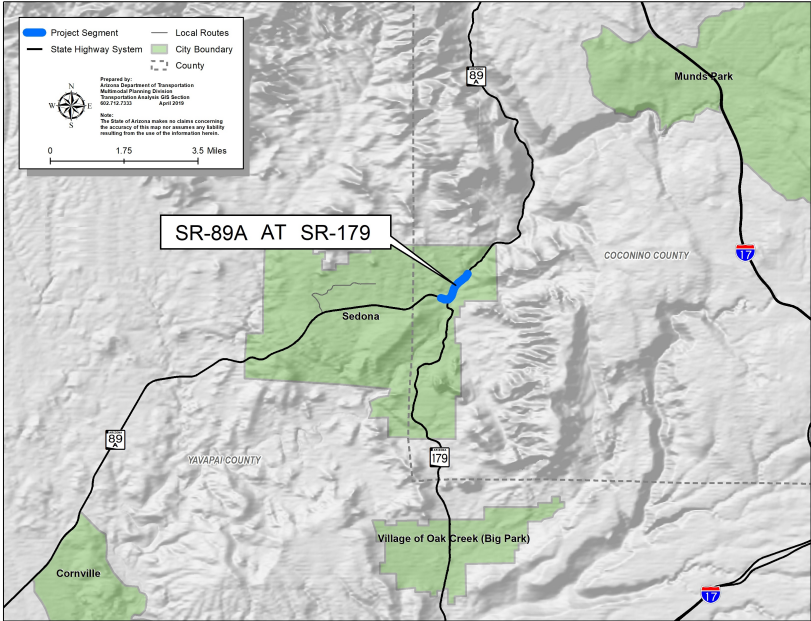 Project Segment
State Highway System
Local Routes
City Boundary
County
N
W E
S
Prepared by:
Arizona Department of Transportation
Multimodal Planning Division
Transportation Analysis GIS Section
602.712.7333 April 2019
Note:
The State of Arizona makes no claims concerning
the accuracy of this map nor assumes any liability
resulting from the use of the information herein.
0 1.75 3.5 Miles
89
A
Munds Park
SR-89A AT SR-179
17
COCONINO COUNTY
Sedona
89
A
YAVAPAI COUNTY
179
Village of Oak Creek (Big Park)
Cornville
17